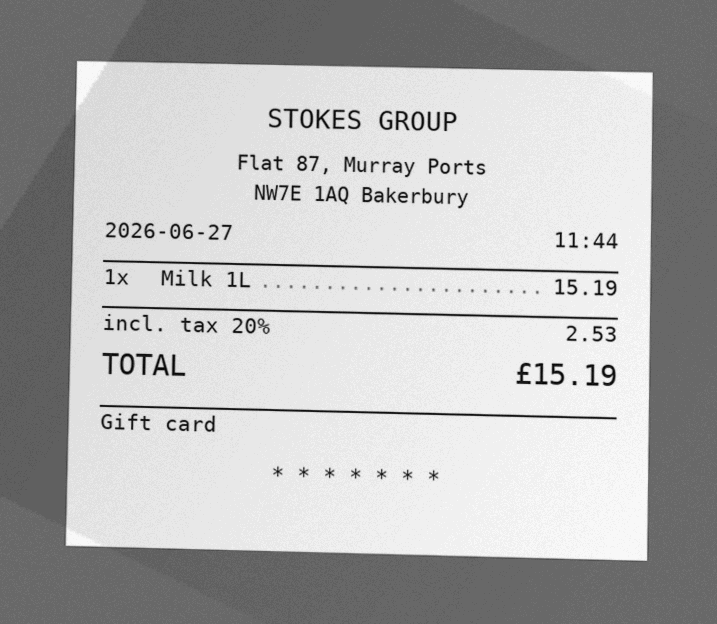 STOKES GROUP
Flat 87, Murray Ports
NW7E 1AQ Bakerbury
2026-06-27 11:44
1x Milk 1L ...................... 15.19
incl. tax 20% 2.53
TOTAL £15.19
Gift card
* * * * * * *